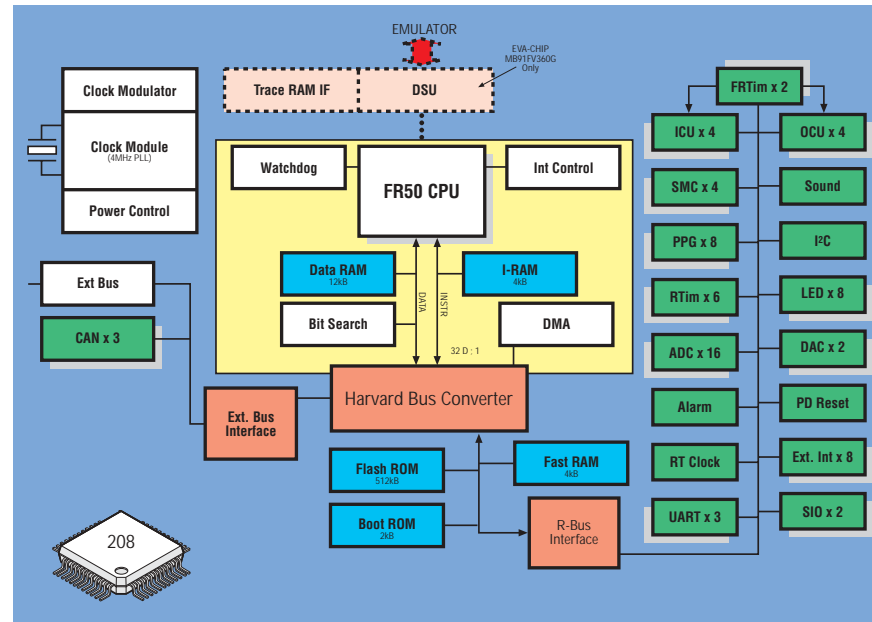 EMULATOR
EVA-CHIP
MB91FV360G
Only
Trace RAM IF
DSU
Clock Modulator
Clock Module
(4MHz PLL)
Power Control
Watchdog
FR50 CPU
Int Control
Data RAM
12kB
I-RAM
4kB
DATA
INSTR
Bit Search
DMA
32 D : 1
Ext Bus
CAN x 3
Ext. Bus
Interface
Harvard Bus Converter
Flash ROM
512kB
Fast RAM
4kB
Boot ROM
2kB
R-Bus
Interface
208
FRTim x 2
ICU x 4
OCU x 4
SMC x 4
Sound
PPG x 8
I²C
RTim x 6
LED x 8
ADC x 16
DAC x 2
Alarm
PD Reset
RT Clock
Ext. Int x 8
UART x 3
SIO x 2